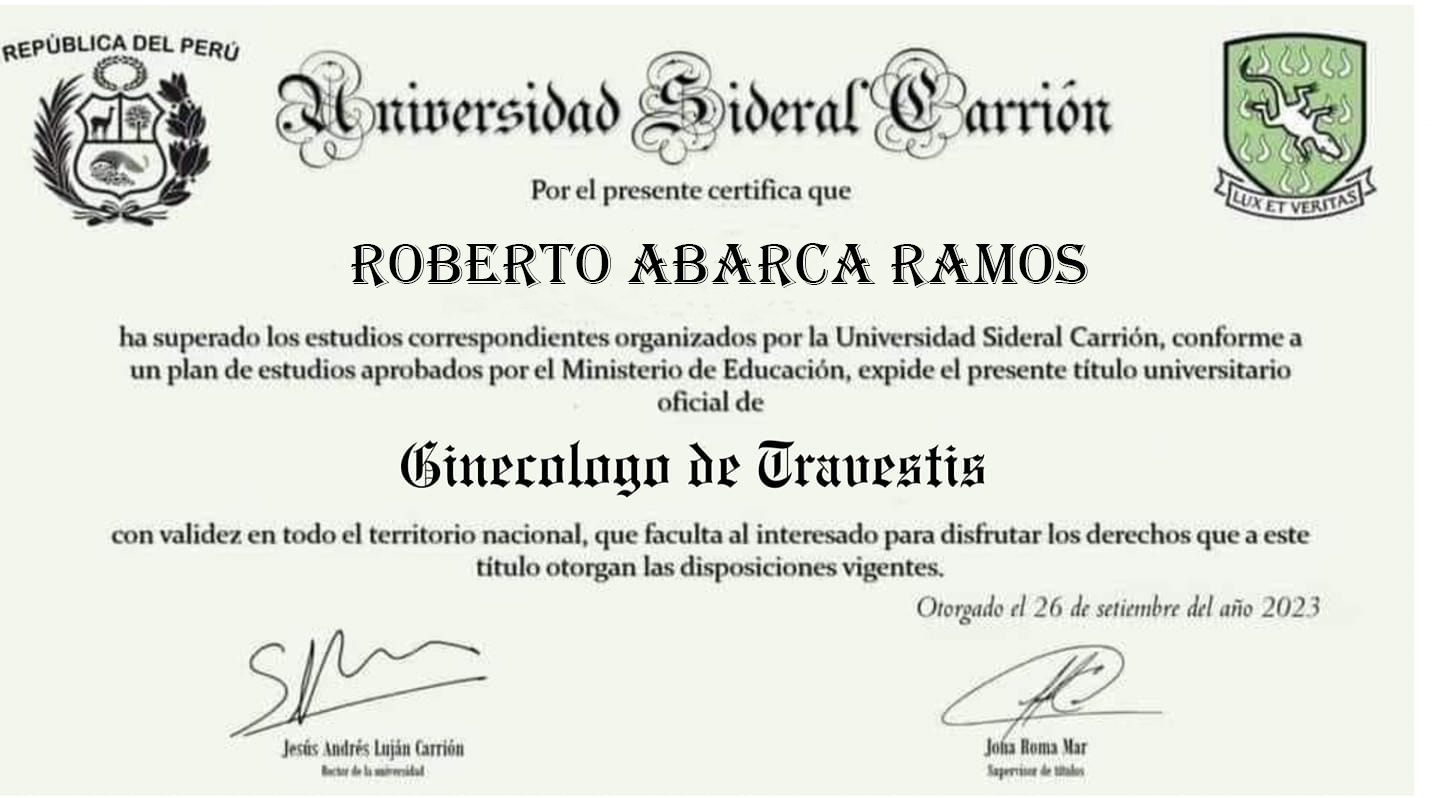 REPÚBLICA DEL PERÚ
Universidad Sideral Carrión
Por el presente certifica que
LUX ET VERITAS
ROBERTO ABARCA RAMOS
ha superado los estudios correspondientes organizados por la Universidad Sideral Carrión, conforme a
un plan de estudios aprobados por el Ministerio de Educación, expide el presente título universitario
oficial de
Ginecologo de Travestis
con validez en todo el territorio nacional, que faculta al interesado para disfrutar los derechos que a este
título otorgan las disposiciones vigentes.
Otorgado el 26 de setiembre del año 2023
Jesús Andrés Luján Carrión
Rector de la universidad
Joha Roma Mar
Supervisor de títulos